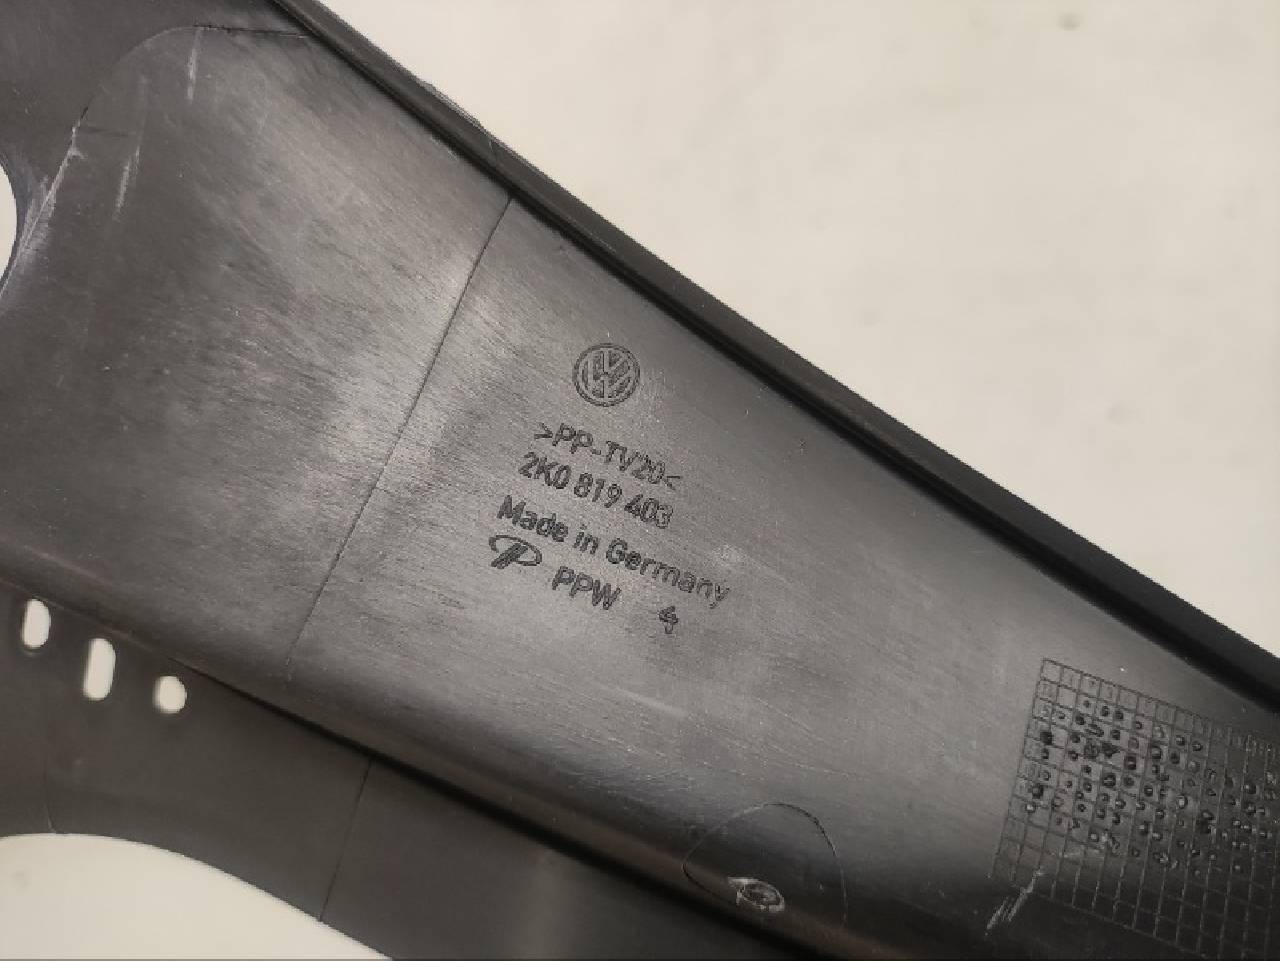 >PP-TV20<
2K0 819 403
Made in Germany
PPW 4